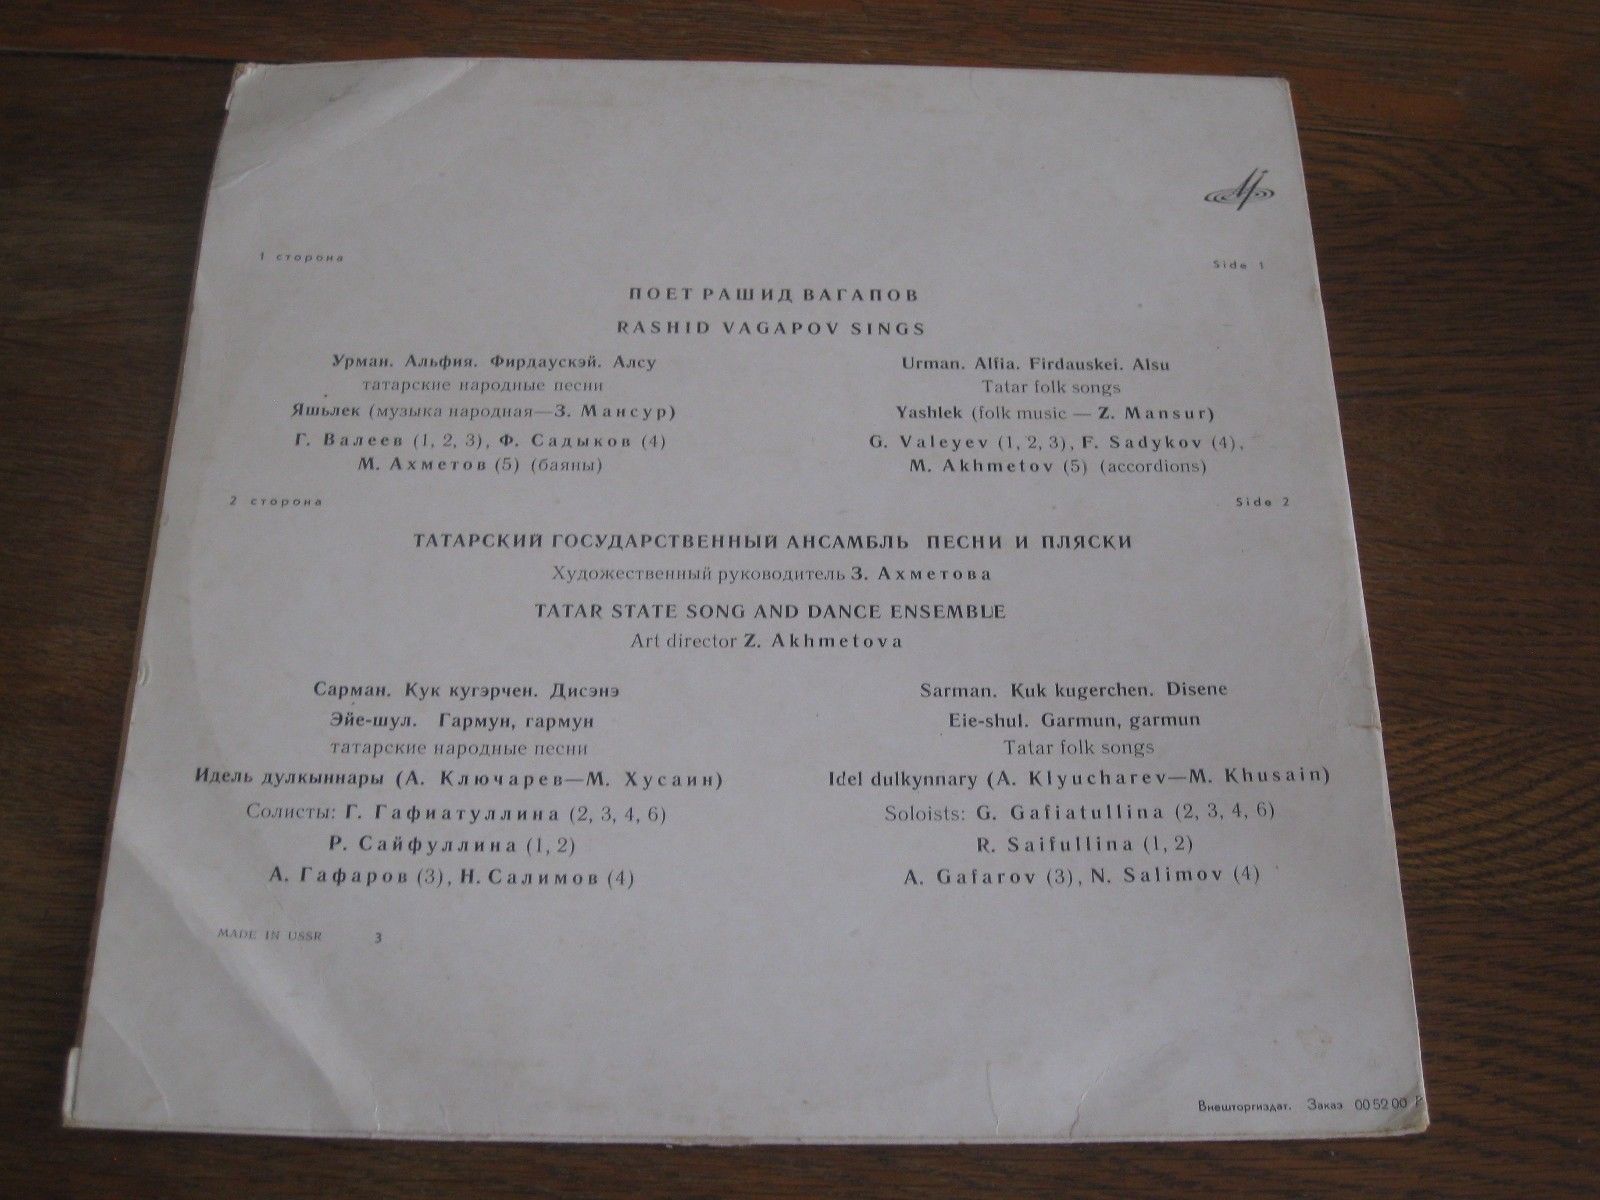 1 сторона
Side 1
ПОЕТ РАШИД ВАГАПОВ
RASHID VAGAPOV SINGS
Урман. Альфия. Фирдаускэй. Алсу
татарские народные песни
Яшьлек (музыка народная—З. Мансур)
Г. Валеев (1, 2, 3), Ф. Садыков (4)
М. Ахметов (5) (баяны)
Urman. Alfia. Firdauskei. Alsu
Tatar folk songs
Yashlek (folk music — Z. Mansur)
G. Valeyev (1, 2, 3), F. Sadykov (4),
M. Akhmetov (5) (accordions)
2 сторона
Side 2
ТАТАРСКИЙ ГОСУДАРСТВЕННЫЙ АНСАМБЛЬ ПЕСНИ И ПЛЯСКИ
Художественный руководитель З. Ахметова
TATAR STATE SONG AND DANCE ENSEMBLE
Art director Z. Akhmetova
Сарман. Кук кугэрчен. Дисэнэ
Эйе-шул. Гармун, гармун
татарские народные песни
Идель дулкыннары (А. Ключарев—М. Хусаин)
Солисты: Г. Гафиатуллина (2, 3, 4, 6)
Р. Сайфуллина (1, 2)
А. Гафаров (3), Н. Салимов (4)
Sarman. Kuk kugerchen. Disene
Eie-shul. Garmun, garmun
Tatar folk songs
Idel dulkynnary (A. Klyucharev—M. Khusain)
Soloists: G. Gafiatullina (2, 3, 4, 6)
R. Saifullina (1, 2)
A. Gafarov (3), N. Salimov (4)
MADE IN USSR 3
Внешторгиздат. Заказ 005200